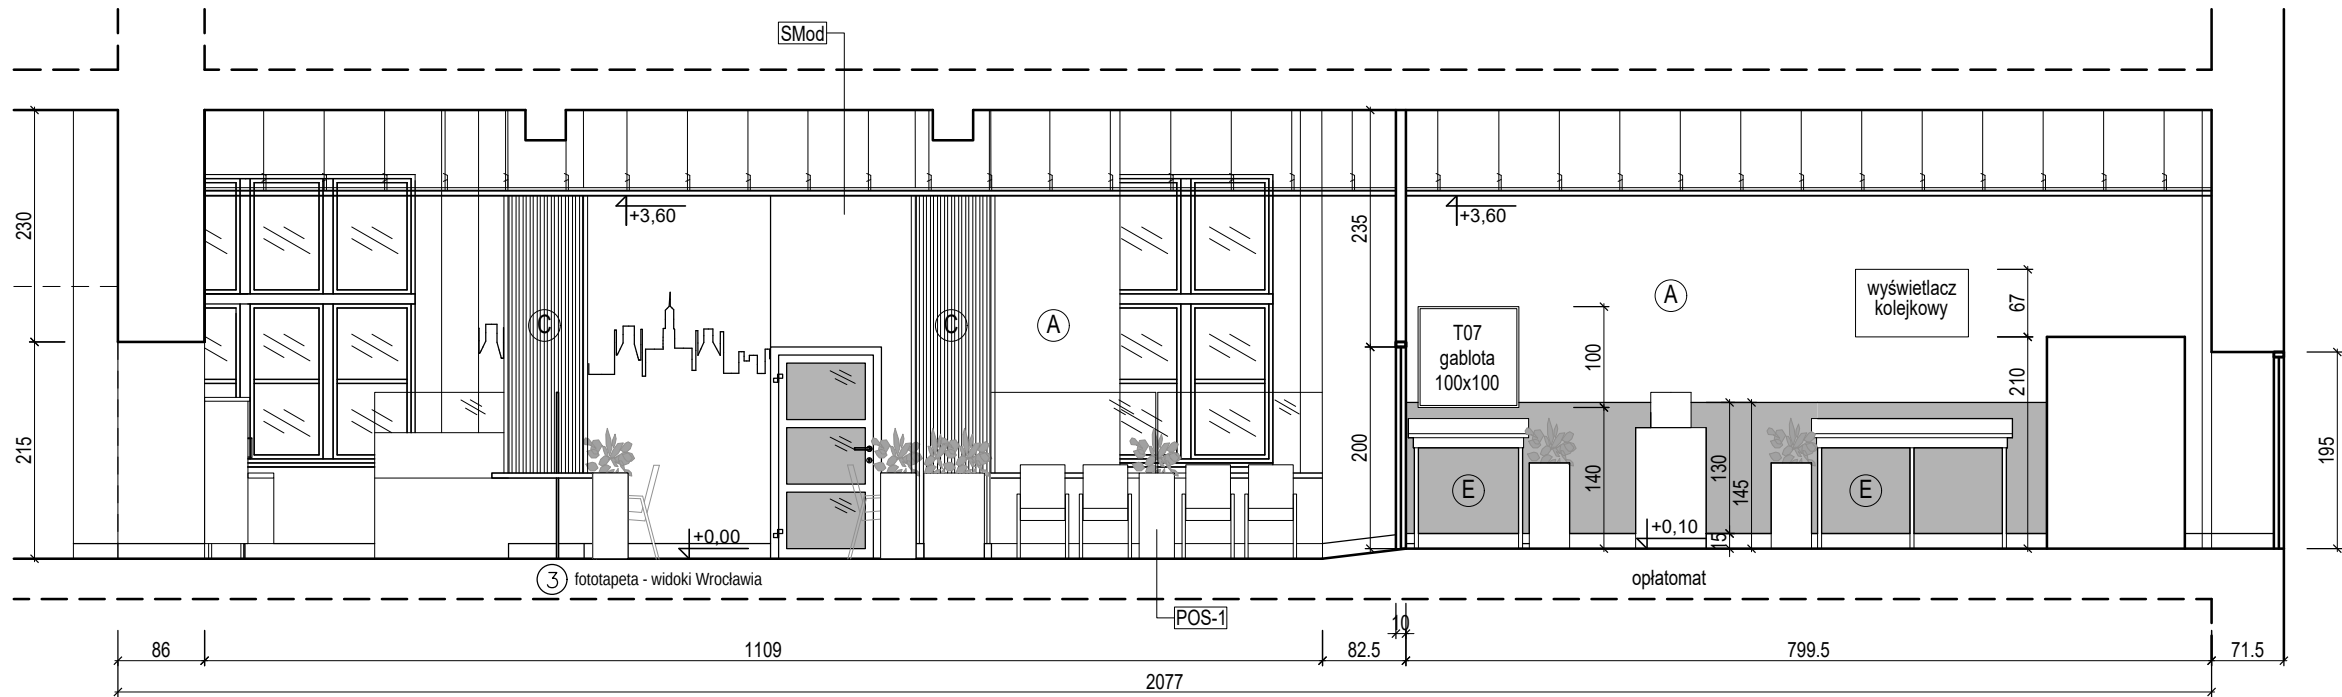 SMod
+3,60
+3,60
230
235
A
wyświetlacz
kolejkowy
67
C
C
A
T07
gablota
100x100
100
210
215
200
140
130
145
195
E
E
+0,00
+0,10
15
3 fototapeta - widoki Wrocławia
opłatomat
POS-1
10
86
1109
82.5
799.5
71.5
2077